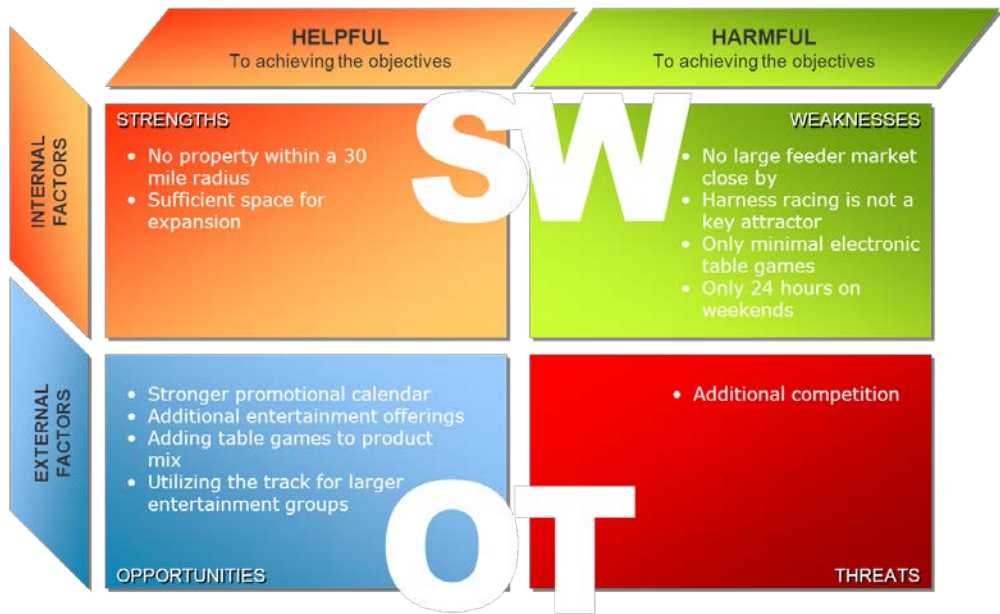 HELPFUL
To achieving the objectives
HARMFUL
To achieving the objectives
INTERNAL
FACTORS
STRENGTHS
• No property within a 30
mile radius
• Sufficient space for
expansion
SW
WEAKNESSES
• No large feeder market
close by
• Harness racing is not a
key attractor
• Only minimal electronic
table games
• Only 24 hours on
weekends
EXTERNAL
FACTORS
• Stronger promotional calendar
• Additional entertainment offerings
• Adding table games to product
mix
• Utilizing the track for larger
entertainment groups
OPPORTUNITIES
OT
• Additional competition
THREATS